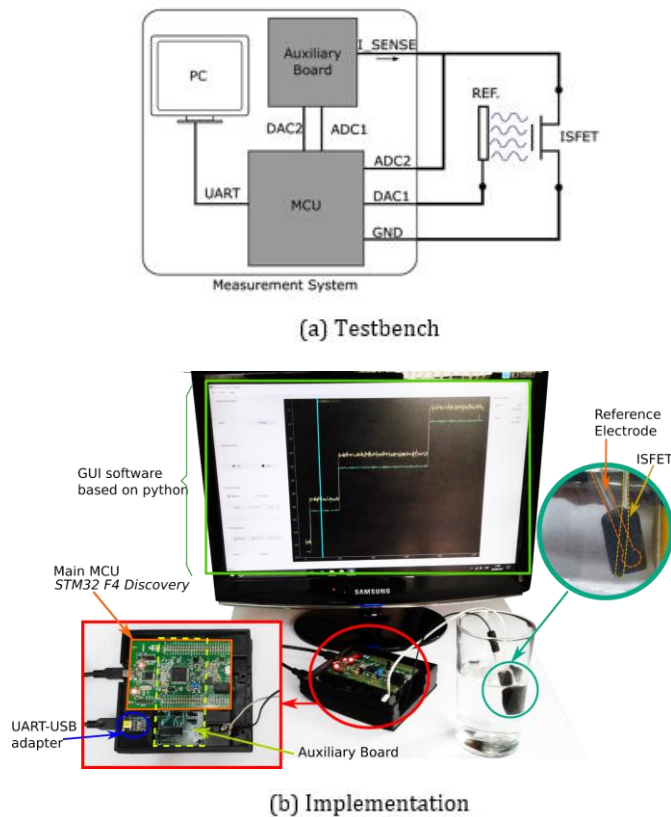 Auxiliary
Board
I_SENSE
PC
REF.
DAC2
ADC1
ISFET
ADC2
UART
MCU
DAC1
GND
Measurement System
(a) Testbench
Reference
Electrode
ISFET
GUI software
based on python
Main MCU
STM32 F4 Discovery
SAMSUNG
UART-USB
adapter
Auxiliary Board
(b) Implementation